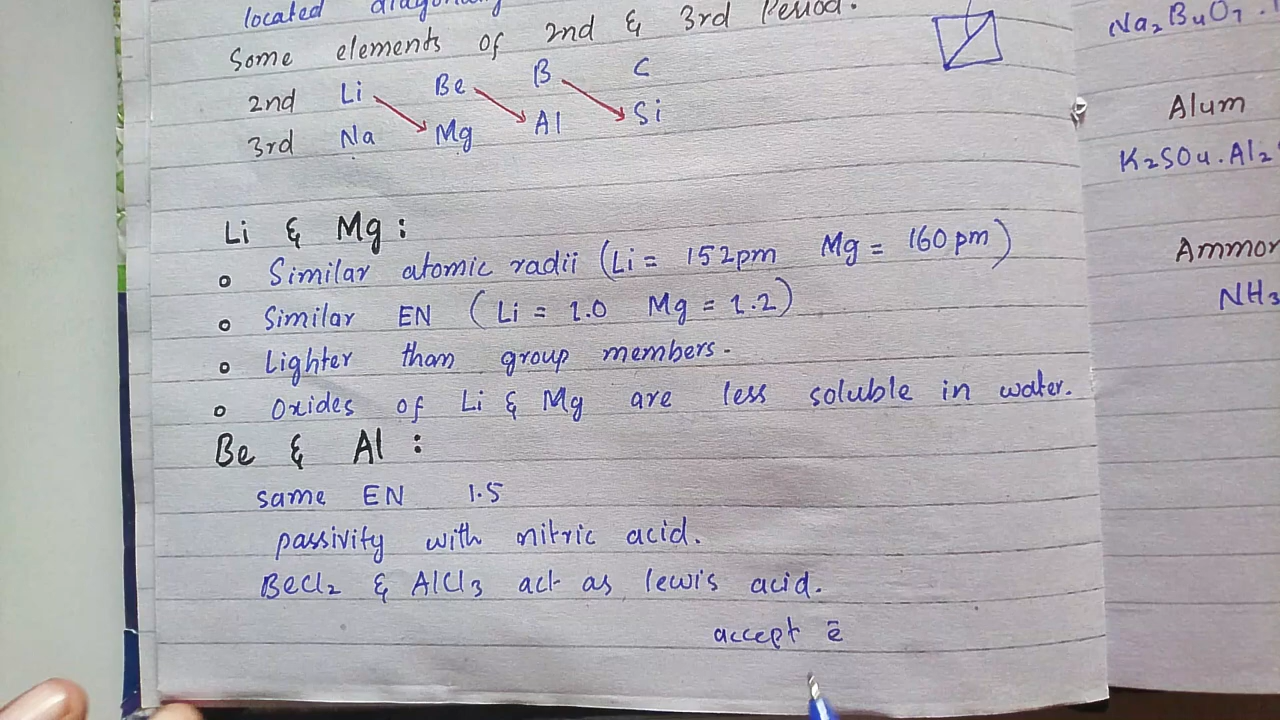 located
Some elements of 2nd & 3rd Period.
2nd Li Be B C
3rd Na Mg Al Si
Li & Mg :
Similar atomic radii (Li = 152pm Mg = 160pm)
Similar EN (Li = 1.0 Mg = 1.2)
Lighter than group members.
Oxides of Li & Mg are less soluble in water.
Be & Al :
same EN 1.5
passivity with nitric acid.
BeCl2 & AlCl3 act as lewis acid.
accept ē
Na2B4O7 .
Alum
K2SO4.Al2
NH3